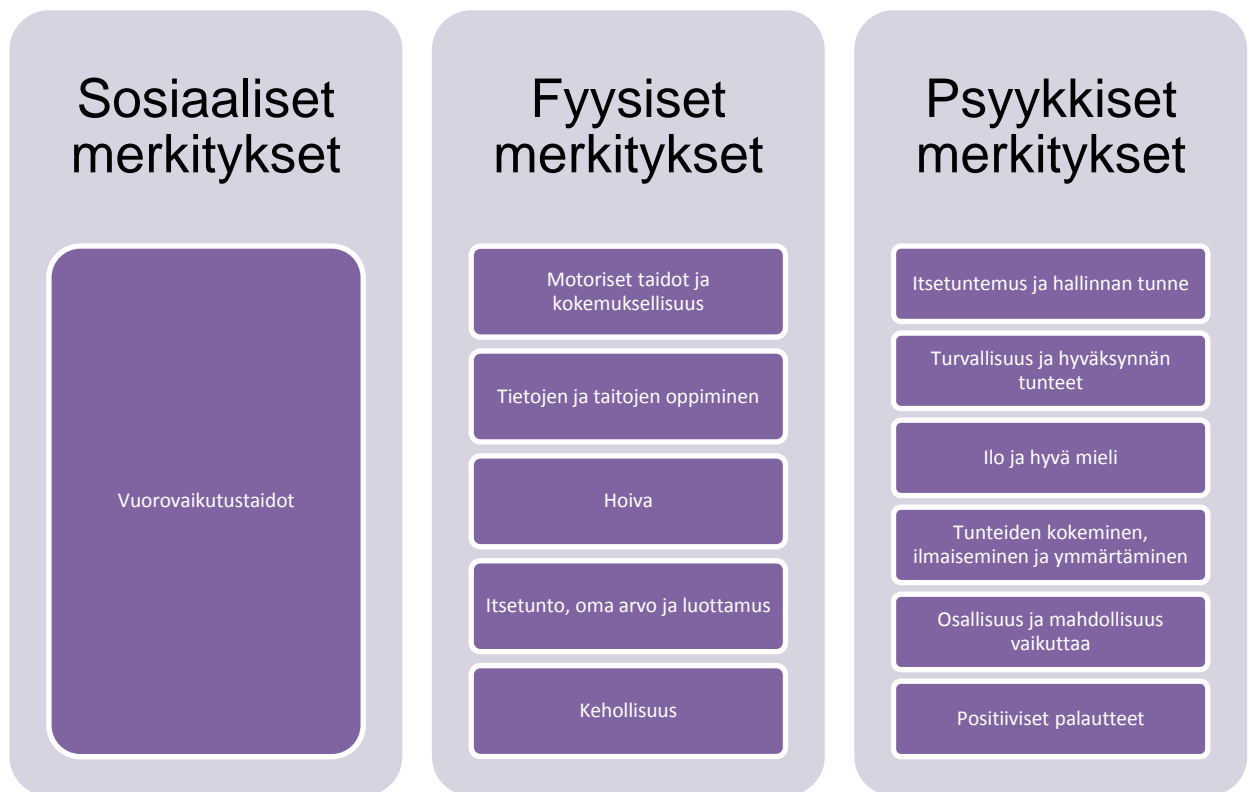 Sosiaaliset
merkitykset
Vuorovaikutustaidot
Fyysiset
merkitykset
Motoriset taidot ja
kokemuksellisuus
Tietojen ja taitojen oppiminen
Hoiva
Itsetunto, oma arvo ja luottamus
Kehollisuus
Psyykkiset
merkitykset
Itsetuntemus ja hallinnan tunne
Turvallisuus ja hyväksynnän
tunteet
Ilo ja hyvä mieli
Tunteiden kokeminen,
ilmaiseminen ja ymmärtäminen
Osallisuus ja mahdollisuus
vaikuttaa
Positiiviset palautteet